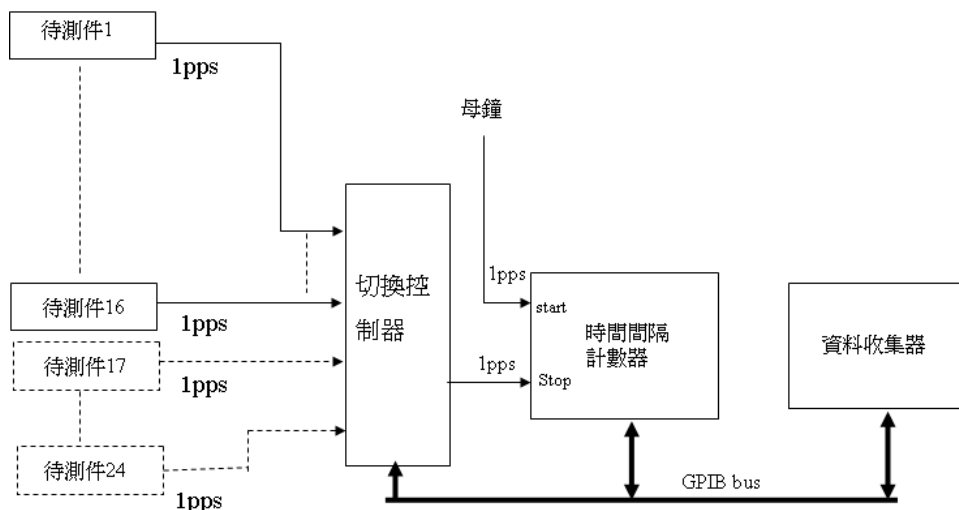 待測件1
1pps
母鐘
切換控
制器
1pps
start
時間間隔
計數器
Stop
1pps
資料收集器
待測件16
1pps
待測件17
1pps
待測件24
1pps
GPIB bus